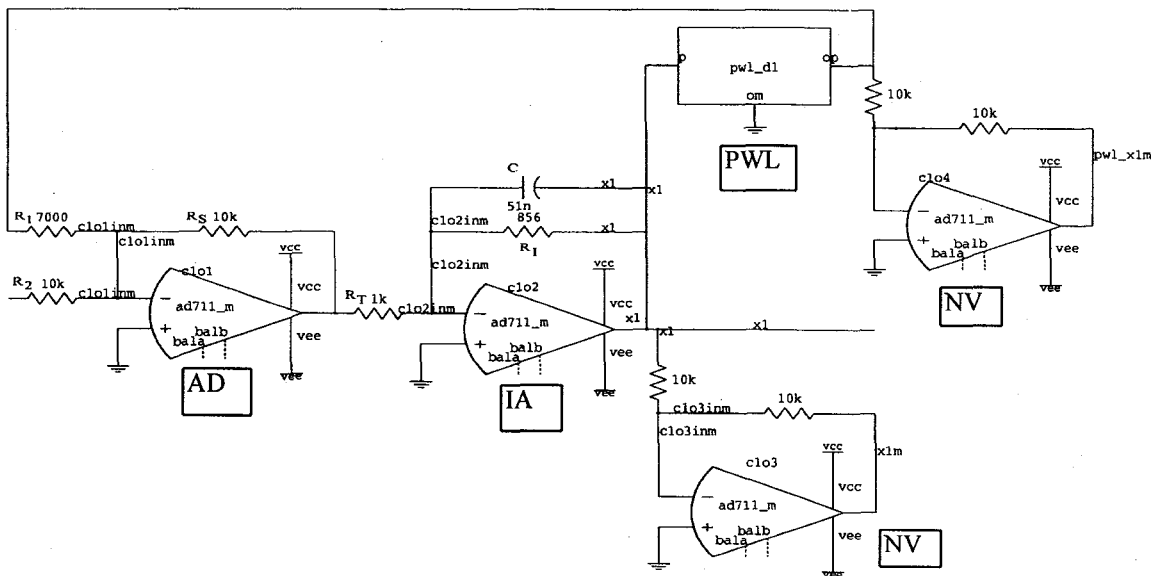 p
op
pwl_d1
om
PWL
10k
10k
pwl_x1m
vcc
vcc
clo4
ad711_m
−
+
bala
balb
vee
vee
NV
C
51n
x1
x1
856
R1
clo2inm
x1
clo2inm
R1 7000
clo1inm
clo1inm
RS 10k
R2 10k
clo1inm
clo1
vcc
vcc
−
ad711_m
+
bala
balb
vee
vee
AD
RT 1k
clo2inm
clo2
vcc
vcc
x1
−
ad711_m
+
bala
balb
vee
vee
IA
x1
x1
10k
clo3inm
clo3inm
10k
x1m
clo3
vcc
vcc
−
ad711_m
+
bala
balb
vee
vee
NV